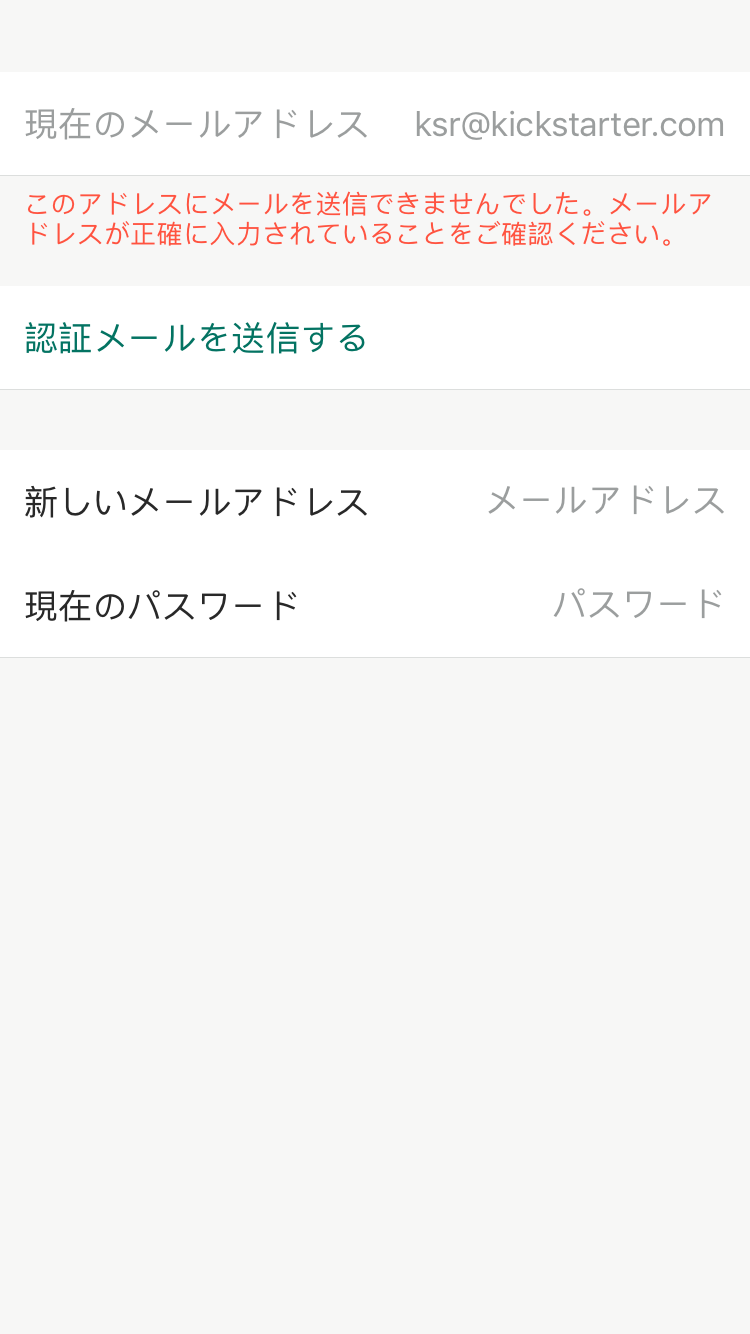 現在のメールアドレス ksr@kickstarter.com
このアドレスにメールを送信できませんでした。メールア
ドレスが正確に入力されていることをご確認ください。
認証メールを送信する
新しいメールアドレス メールアドレス
現在のパスワード パスワード